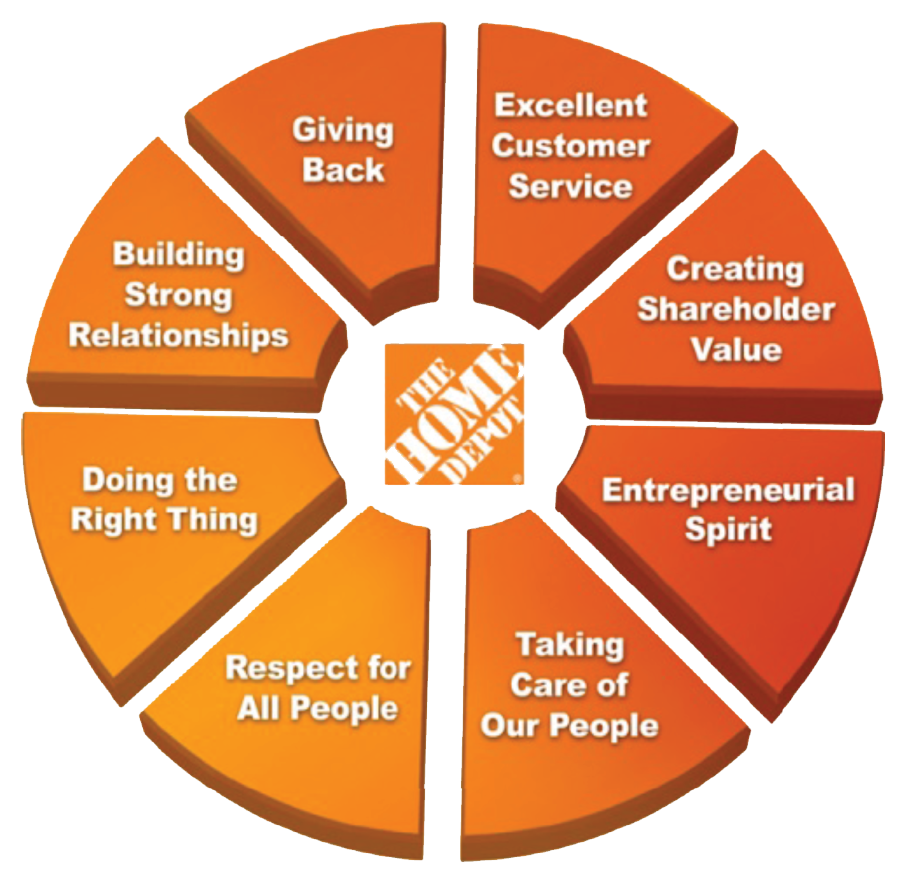 Giving
Back
Excellent
Customer
Service
Creating
Shareholder
Value
Entrepreneurial
Spirit
Taking
Care of
Our People
Respect for
All People
Doing the
Right Thing
Building
Strong
Relationships
THE
HOME
DEPOT
®